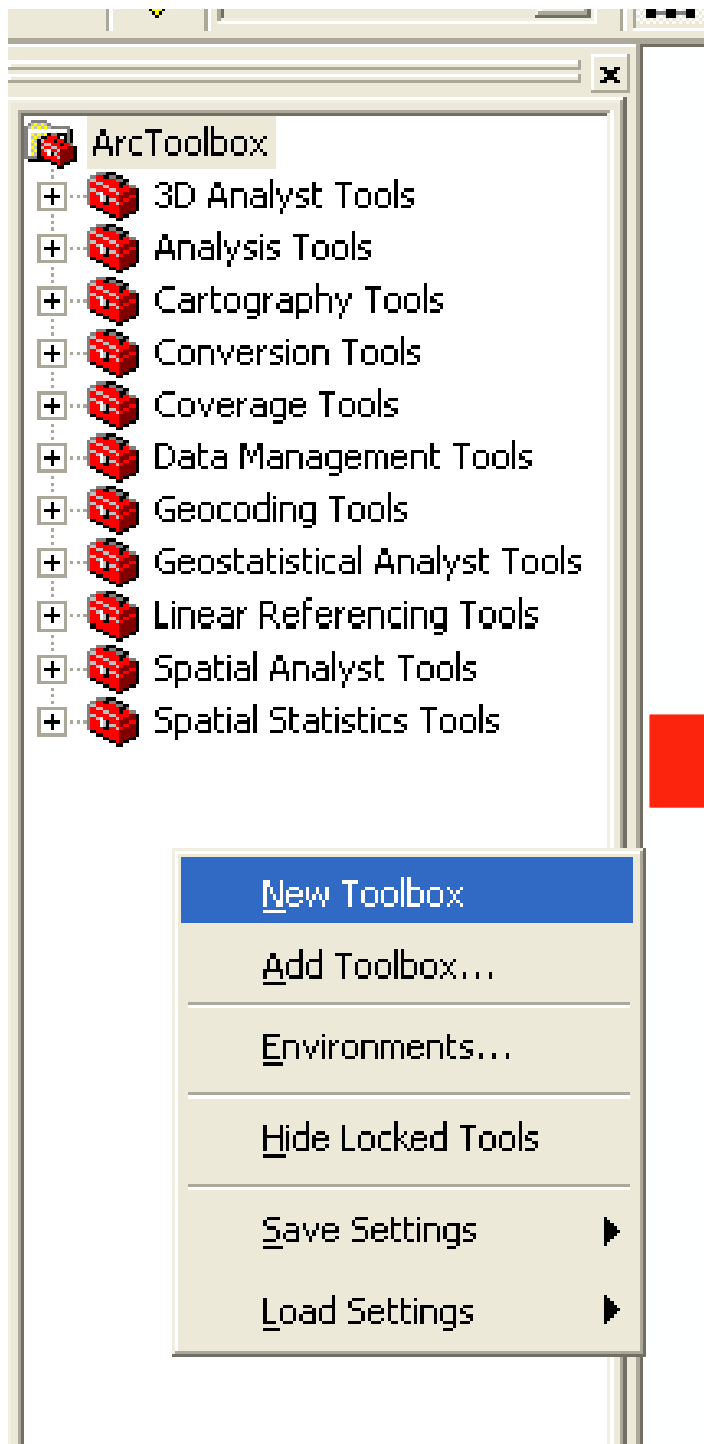 ArcToolbox
3D Analyst Tools
Analysis Tools
Cartography Tools
Conversion Tools
Coverage Tools
Data Management Tools
Geocoding Tools
Geostatistical Analyst Tools
Linear Referencing Tools
Spatial Analyst Tools
Spatial Statistics Tools
New Toolbox
Add Toolbox...
Environments...
Hide Locked Tools
Save Settings
Load Settings